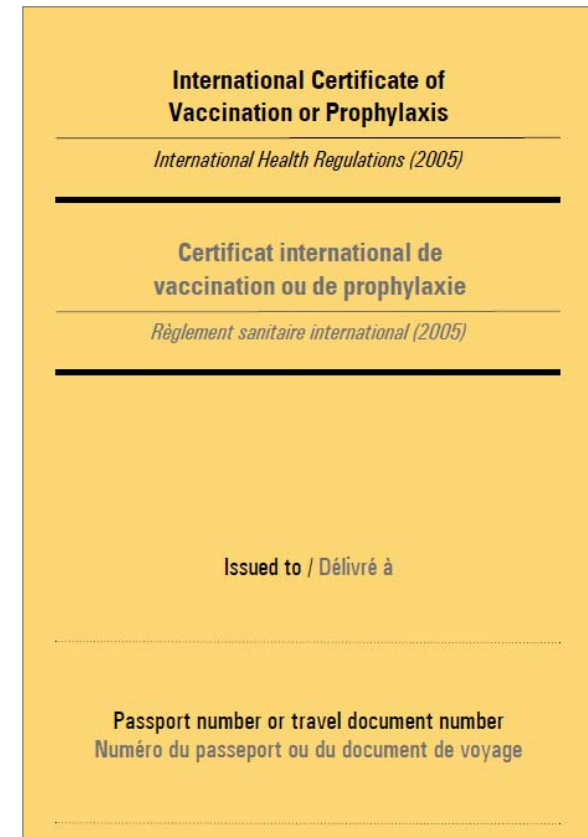 International Certificate of
Vaccination or Prophylaxis
International Health Regulations (2005)
Certificat international de
vaccination ou de prophylaxie
Règlement sanitaire international (2005)
Issued to / Délivré à
Passport number or travel document number
Numéro du passeport ou du document de voyage